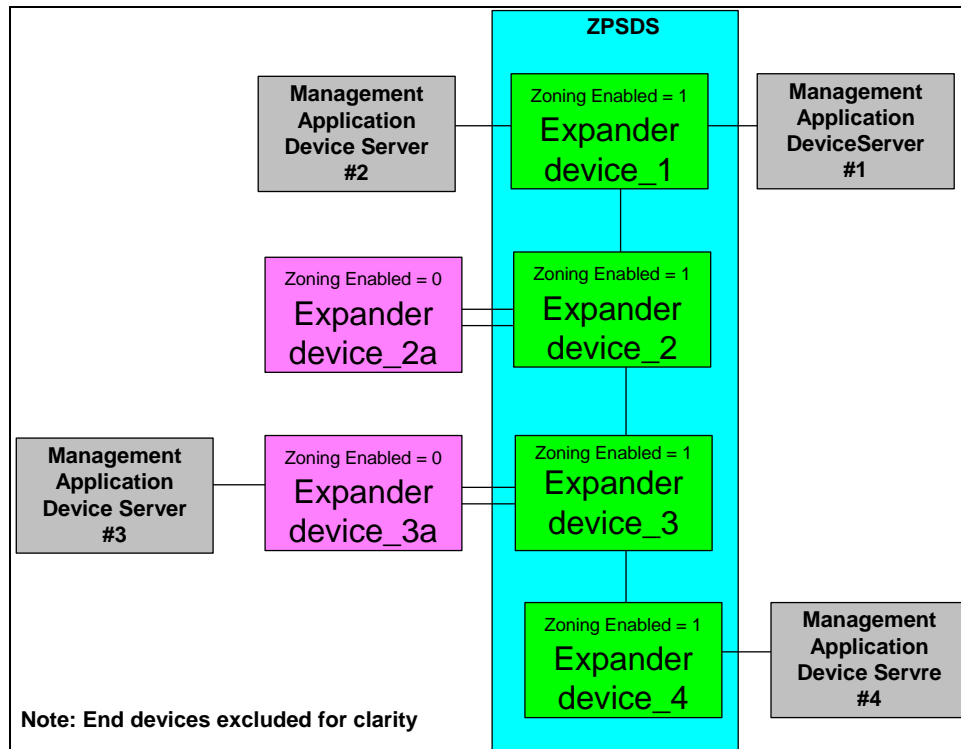 ZPSDS
Management
Application
Device Server
#2
Zoning Enabled = 1
Expander
device_1
Management
Application
DeviceServer
#1
Zoning Enabled = 0
Expander
device_2a
Zoning Enabled = 1
Expander
device_2
Management
Application
Device Server
#3
Zoning Enabled = 0
Expander
device_3a
Zoning Enabled = 1
Expander
device_3
Zoning Enabled = 1
Expander
device_4
Management
Application
Device Servre
#4
Note: End devices excluded for clarity